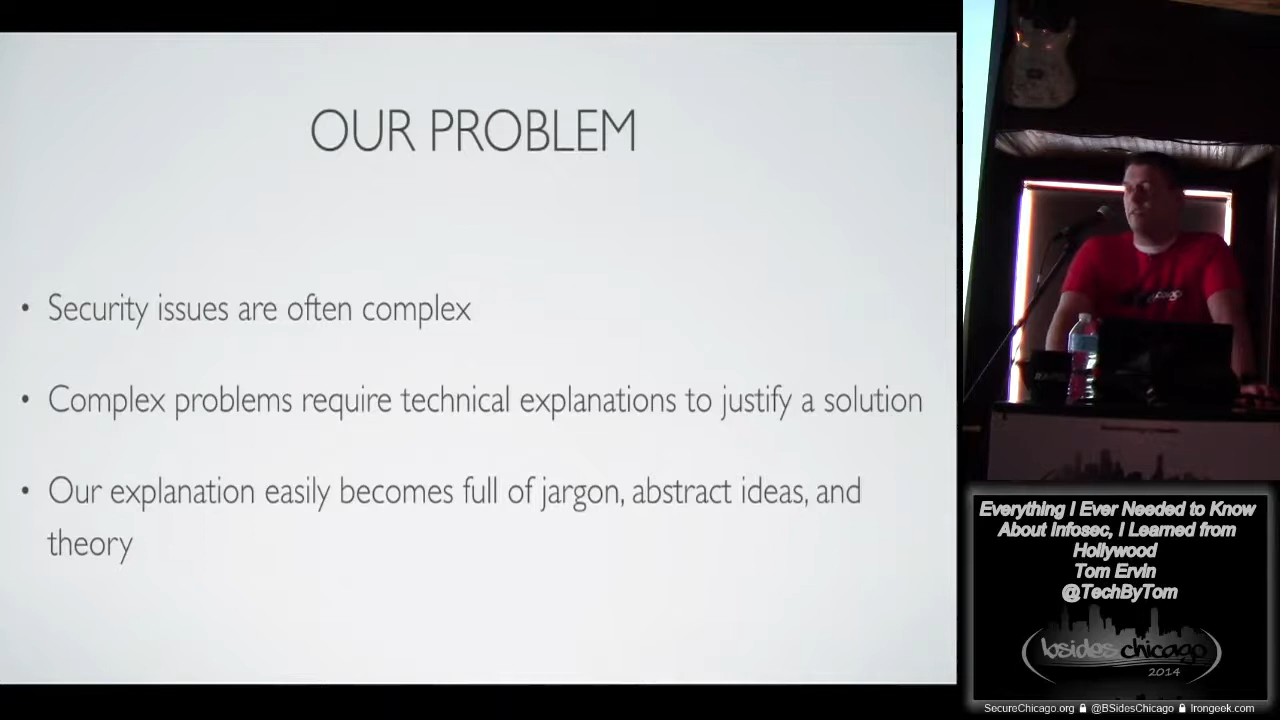 OUR PROBLEM
• Security issues are often complex
• Complex problems require technical explanations to justify a solution
• Our explanation easily becomes full of jargon, abstract ideas, and
theory
Everything I Ever Needed to Know
About Infosec, I Learned from
Hollywood
Tom Ervin
@TechByTom
bsides chicago
2014
SecureChicago.org @BSidesChicago Irongeek.com